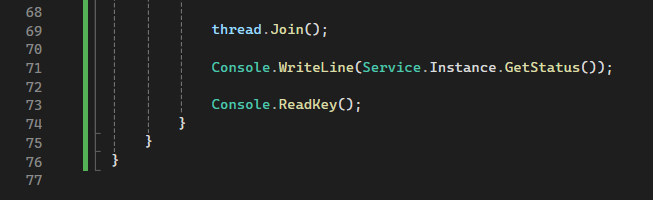 68
69 thread.Join();
70
71 Console.WriteLine(Service.Instance.GetStatus());
72
73 Console.ReadKey();
74 }
75 }
76 }
77